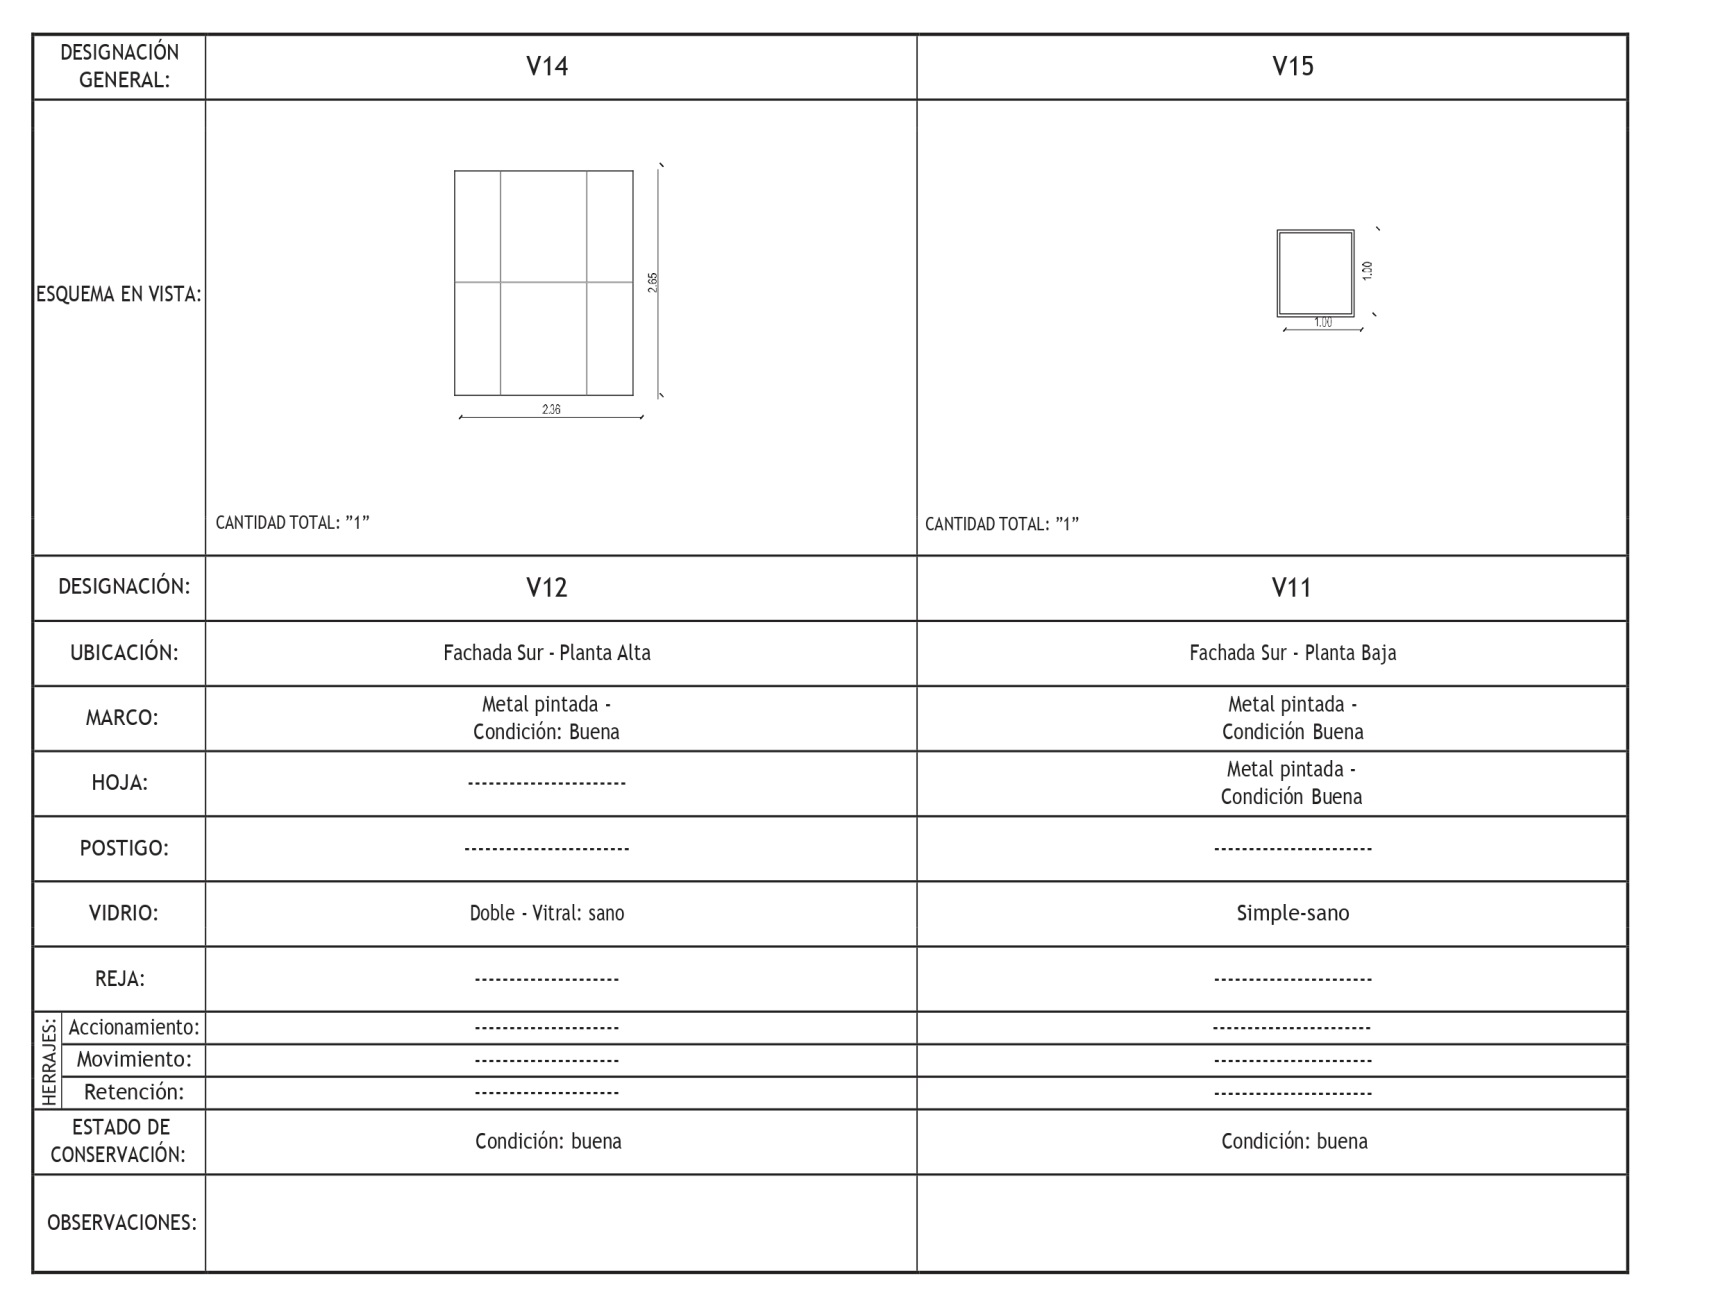 DESIGNACIÓN
GENERAL:
V14
V15
ESQUEMA EN VISTA:
2.65
2.36
CANTIDAD TOTAL: ”1”
1.00
1.00
CANTIDAD TOTAL: ”1”
DESIGNACIÓN:
V12
V11
UBICACIÓN:
Fachada Sur - Planta Alta
Fachada Sur - Planta Baja
MARCO:
Metal pintada -
Condición: Buena
Metal pintada -
Condición Buena
HOJA:
-----------------------
Metal pintada -
Condición Buena
POSTIGO:
------------------------
-----------------------
VIDRIO:
Doble - Vitral: sano
Simple-sano
REJA:
---------------------
-----------------------
HERRAJES:
Accionamiento:
---------------------
-----------------------
Movimiento:
---------------------
-----------------------
Retención:
---------------------
-----------------------
ESTADO DE
CONSERVACIÓN:
Condición: buena
Condición: buena
OBSERVACIONES: